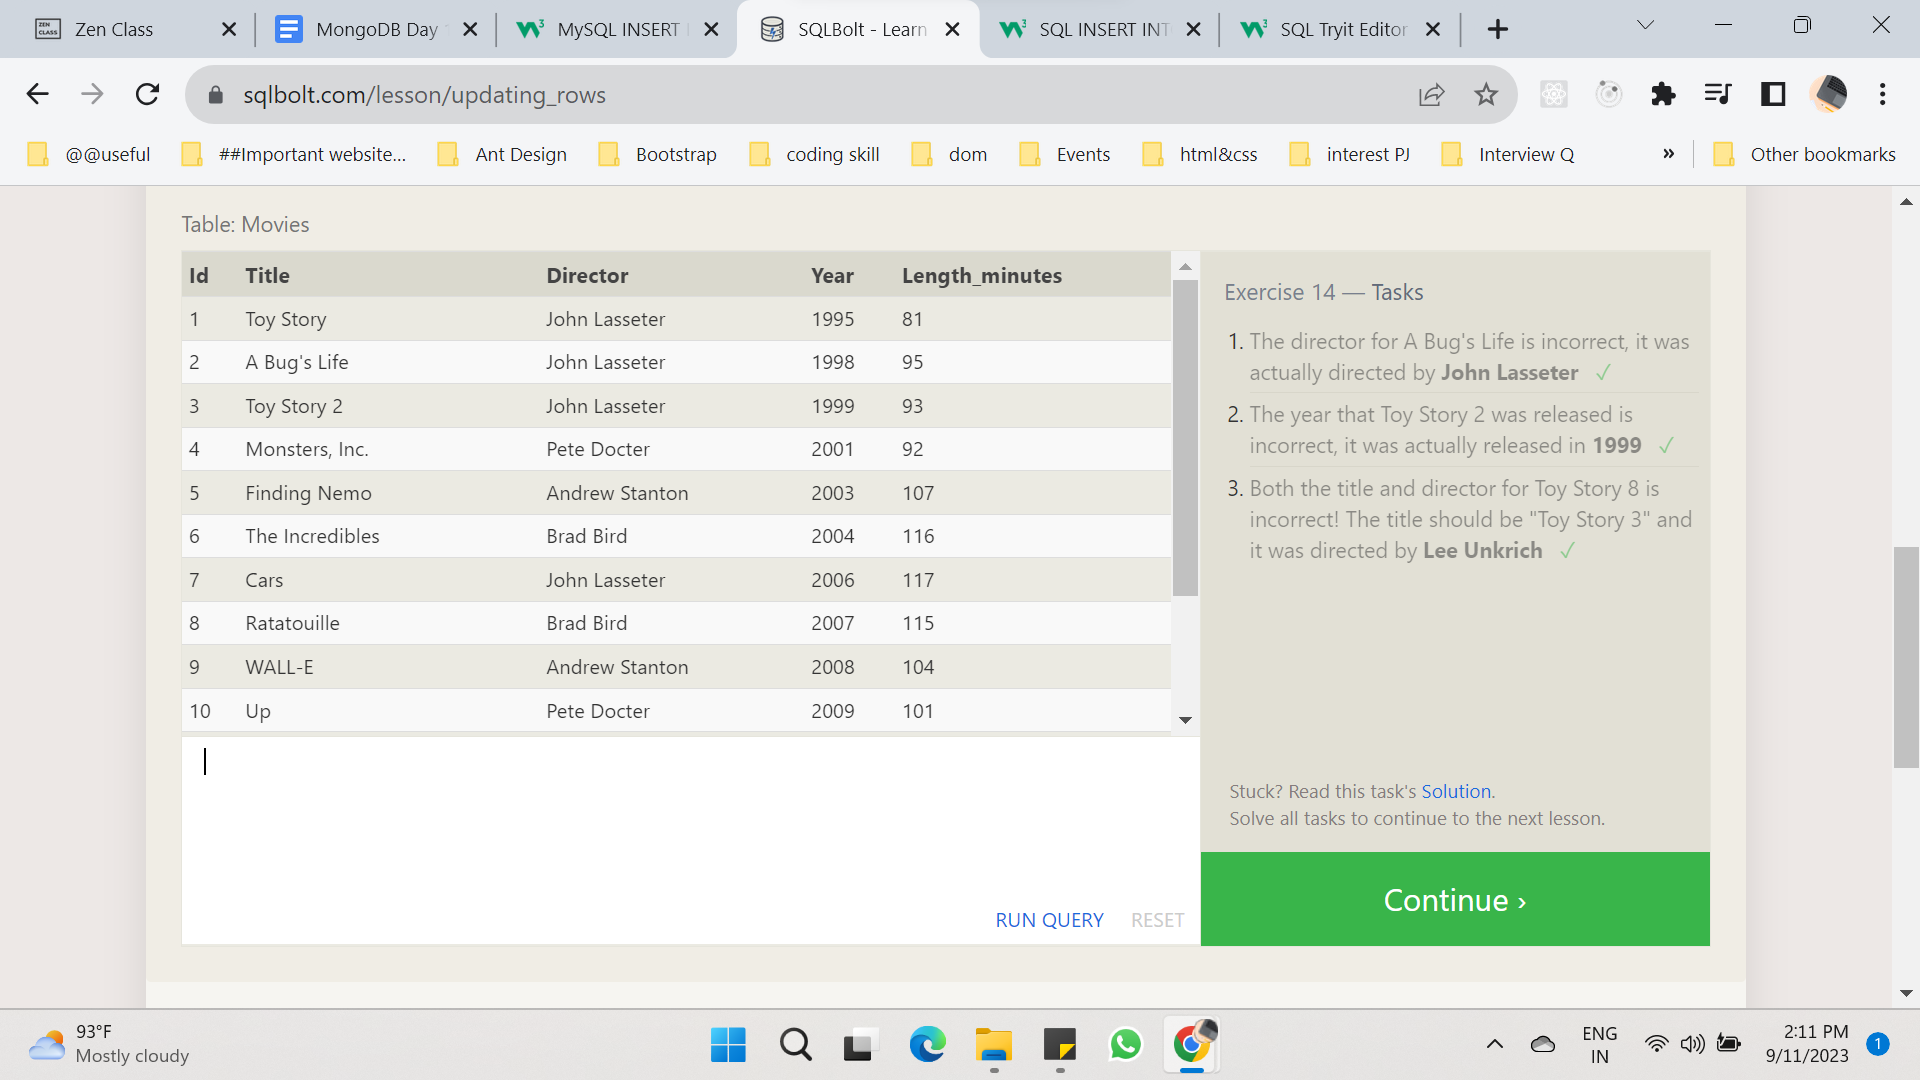 Zen Class
MongoDB Day
MySQL INSERT
SQLBolt - Learn
SQL INSERT INT
SQL Tryit Editor
sqlbolt.com/lesson/updating_rows
@@useful
##Important website...
Ant Design
Bootstrap
coding skill
dom
Events
html&css
interest PJ
Interview Q
»
Other bookmarks
Table: Movies
Id Title Director Year Length_minutes
1 Toy Story John Lasseter 1995 81
2 A Bug's Life John Lasseter 1998 95
3 Toy Story 2 John Lasseter 1999 93
4 Monsters, Inc. Pete Docter 2001 92
5 Finding Nemo Andrew Stanton 2003 107
6 The Incredibles Brad Bird 2004 116
7 Cars John Lasseter 2006 117
8 Ratatouille Brad Bird 2007 115
9 WALL-E Andrew Stanton 2008 104
10 Up Pete Docter 2009 101
RUN QUERY RESET
Exercise 14 — Tasks
1. The director for A Bug's Life is incorrect, it was
actually directed by John Lasseter ✓
2. The year that Toy Story 2 was released is
incorrect, it was actually released in 1999 ✓
3. Both the title and director for Toy Story 8 is
incorrect! The title should be "Toy Story 3" and
it was directed by Lee Unkrich ✓
Stuck? Read this task's Solution.
Solve all tasks to continue to the next lesson.
Continue ›
93°F
Mostly cloudy
ENG
IN
2:11 PM
9/11/2023
1